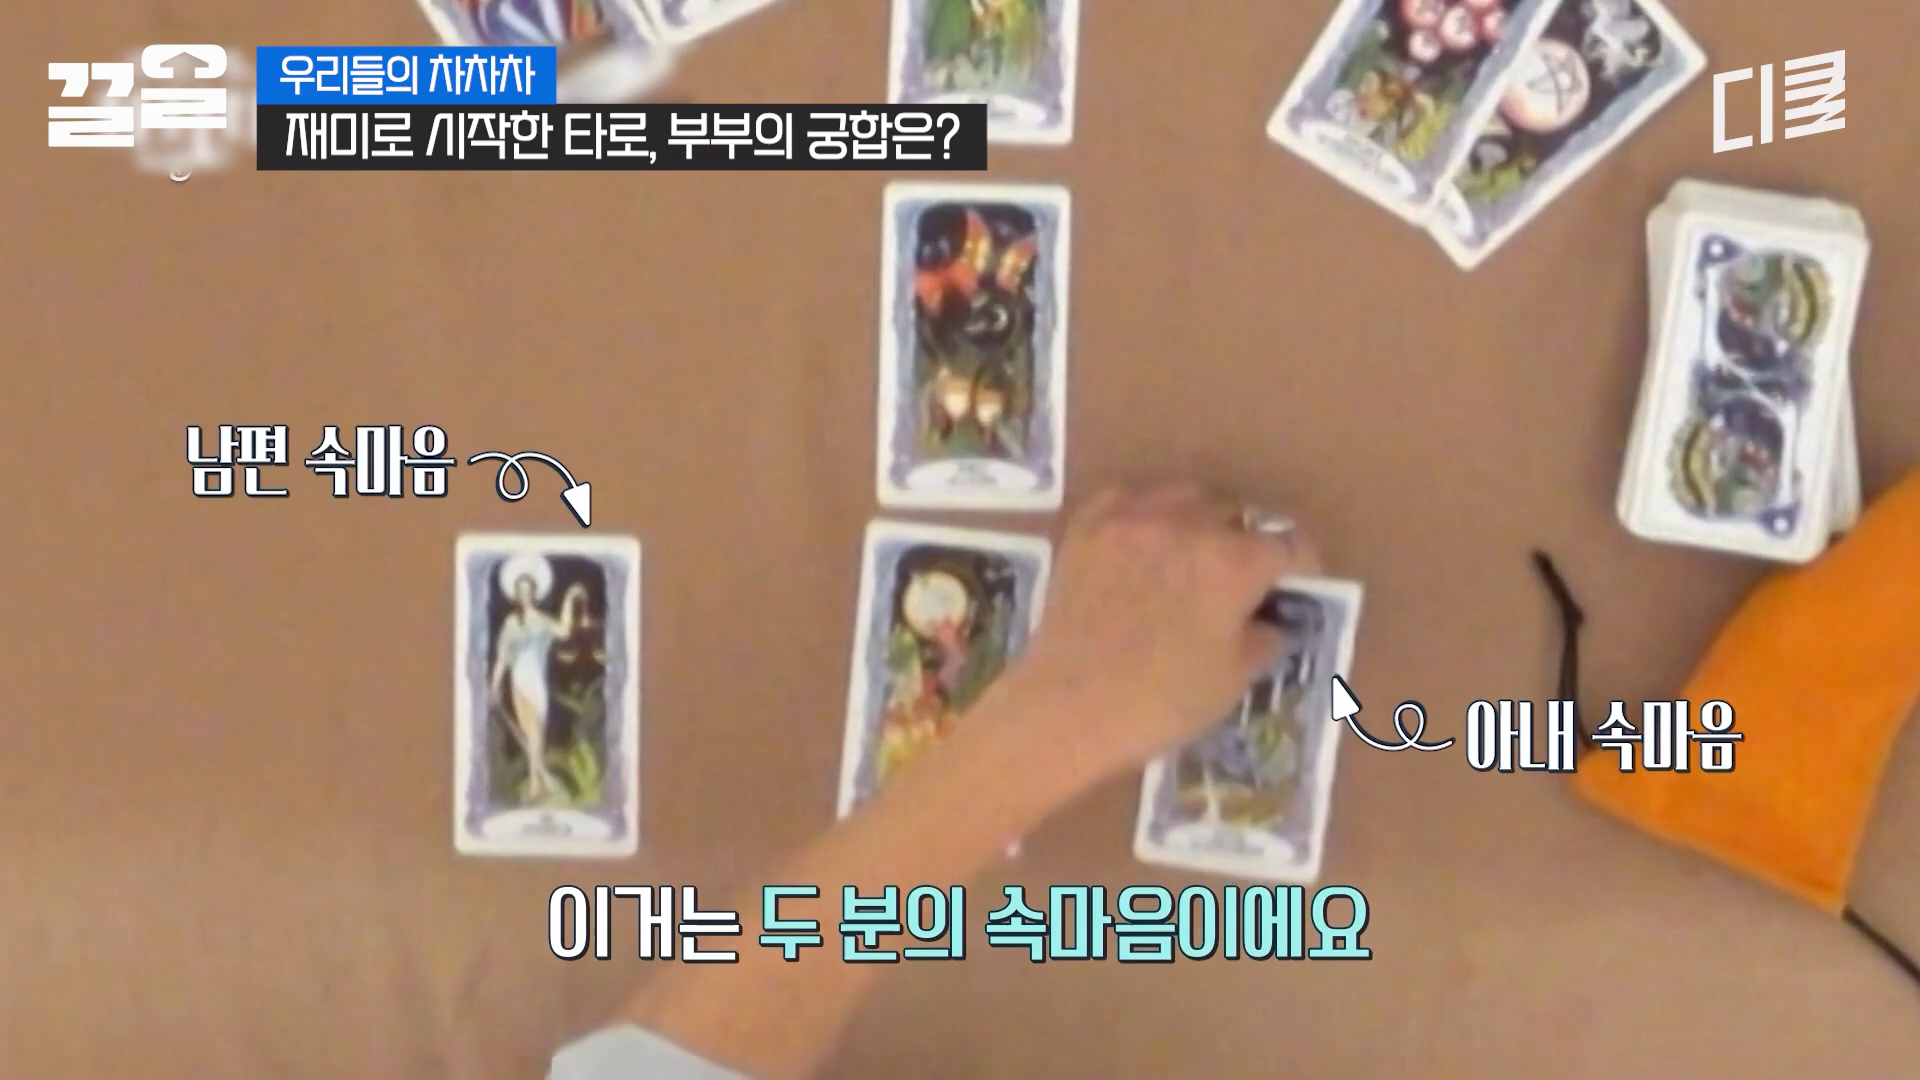 끌올
우리들의 차차차
재미로 시작한 타로, 부부의 궁합은?
디클
남편 속마음
아내 속마음
이거는 두 분의 속마음이에요